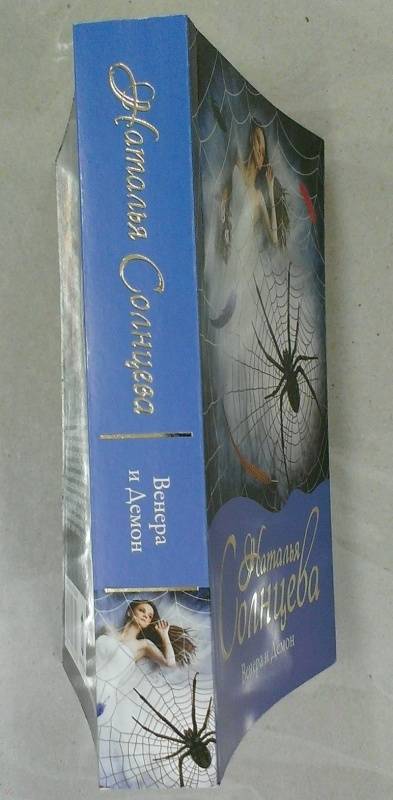 Наталья Солнцева
Венера
и Демон
Наталья
Солнцева
Венера и Демон